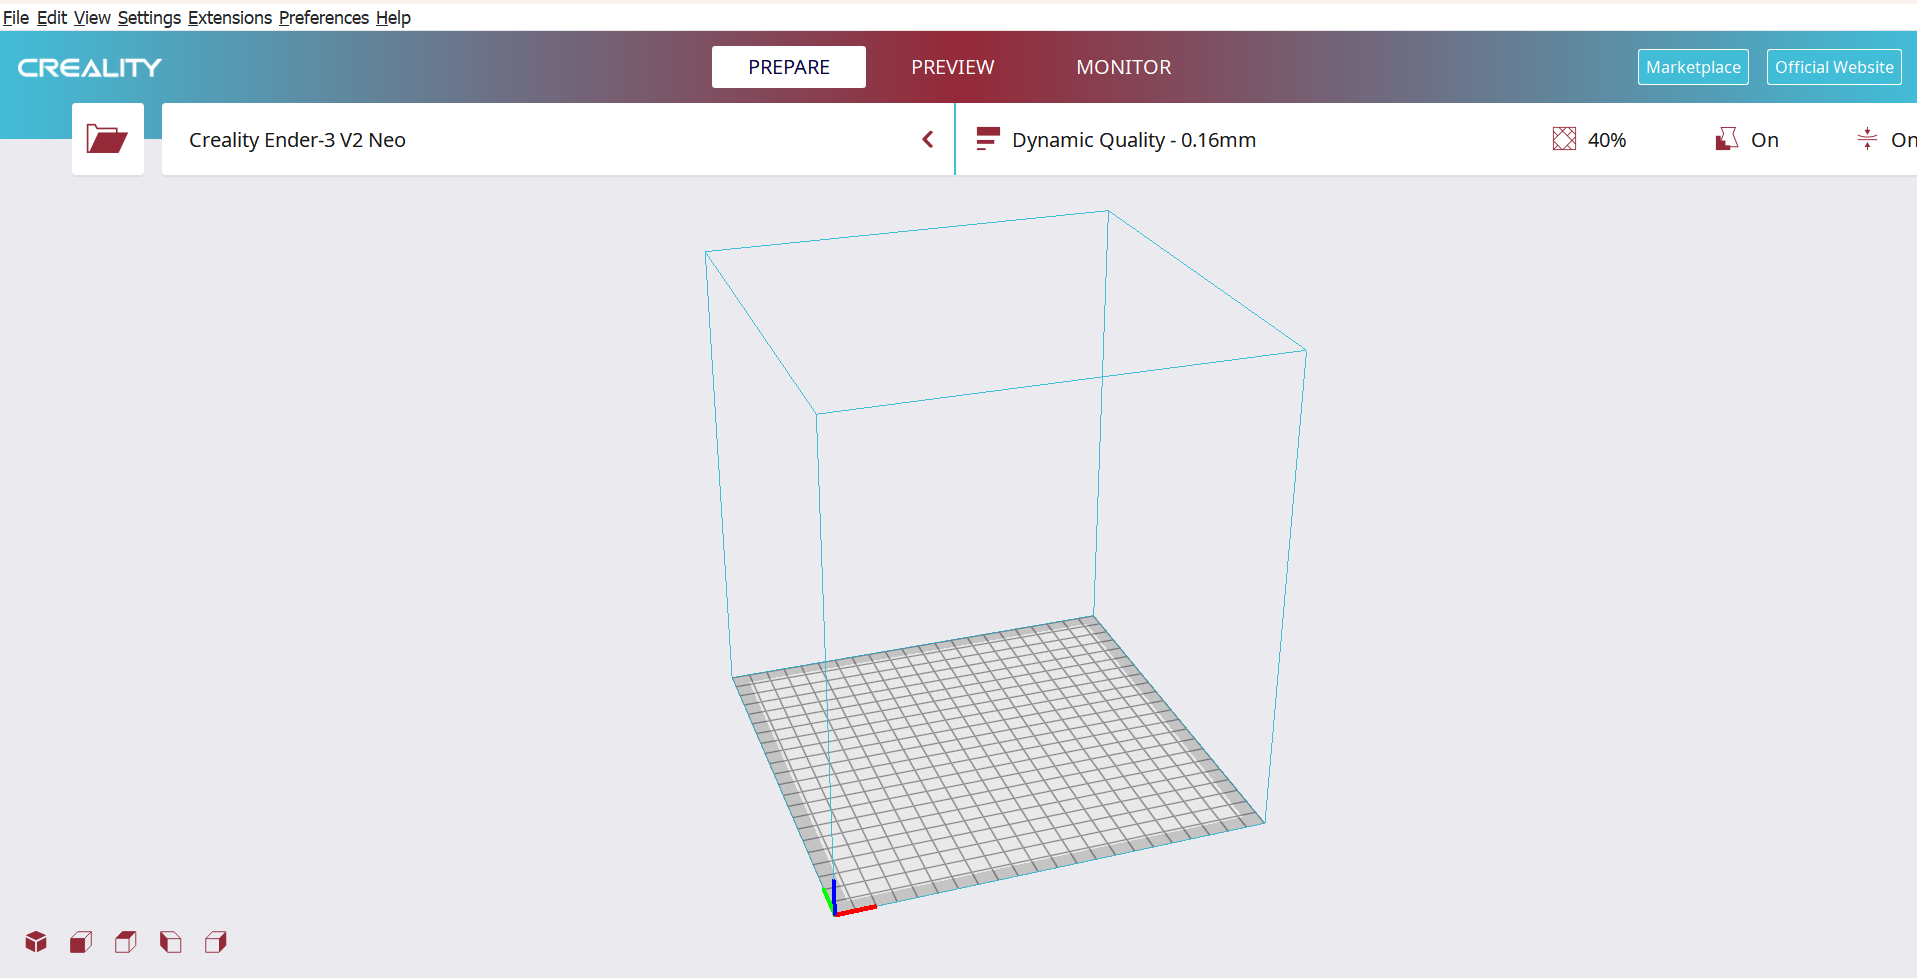 File Edit View Settings Extensions Preferences Help
CREALITY PREPARE PREVIEW MONITOR Marketplace Official Website
Creality Ender-3 V2 Neo Dynamic Quality - 0.16mm 40% On On